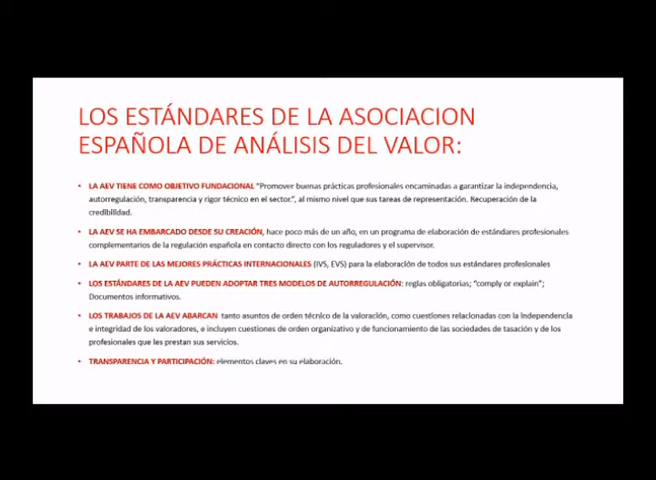 LOS ESTÁNDARES DE LA ASOCIACION
ESPAÑOLA DE ANÁLISIS DEL VALOR:
• LA AEV TIENE COMO OBJETIVO FUNDACIONAL "Promover buenas prácticas profesionales encaminadas a garantizar la independencia,
autorregulación, transparencia y rigor técnico en el sector.", al mismo nivel que sus tareas de representación. Recuperación de la
credibilidad.
• LA AEV SE HA EMBARCADO DESDE SU CREACIÓN, hace poco más de un año, en un programa de elaboración de estándares profesionales
complementarios de la regulación española en contacto directo con los reguladores y el supervisor.
• LA AEV PARTE DE LAS MEJORES PRÁCTICAS INTERNACIONALES (IVS, EVS) para la elaboración de todos sus estándares profesionales
• LOS ESTÁNDARES DE LA AEV PUEDEN ADOPTAR TRES MODELOS DE AUTORREGULACIÓN: reglas obligatorias; "comply or explain";
Documentos informativos.
• LOS TRABAJOS DE LA AEV ABARCAN tanto asuntos de orden técnico de la valoración, como cuestiones relacionadas con la Independencia
e integridad de los valoradores, e incluyen cuestiones de orden organizativo y de funcionamiento de las sociedades de tasación y de los
profesionales que les prestan sus servicios.
• TRANSPARENCIA Y PARTICIPACIÓN: elementos claves en su elaboración.